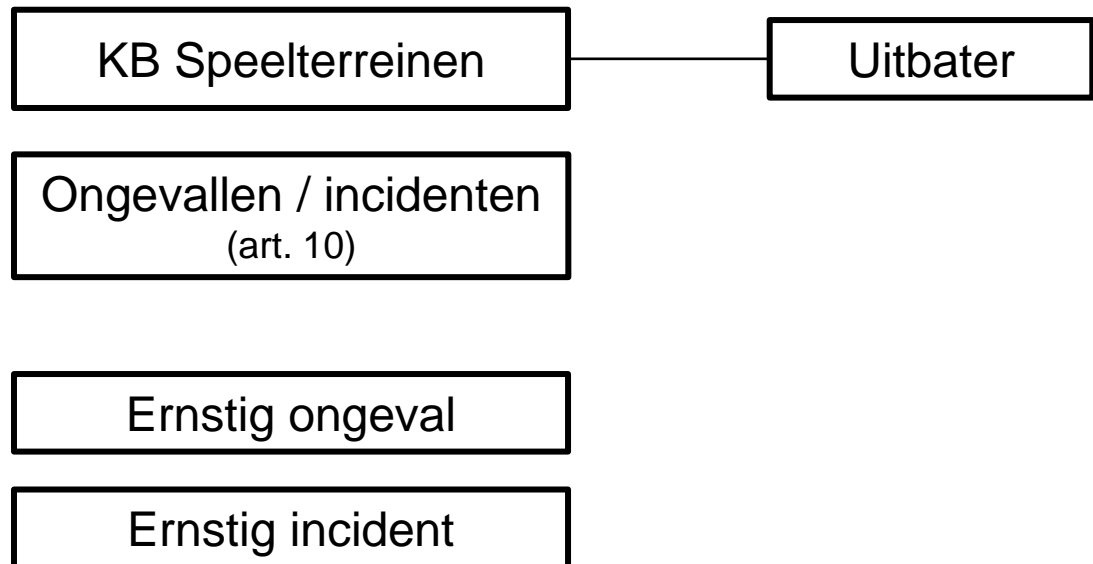 KB Speelterreinen
Uitbater
Ongevallen / incidenten
(art. 10)
Ernstig ongeval
Ernstig incident